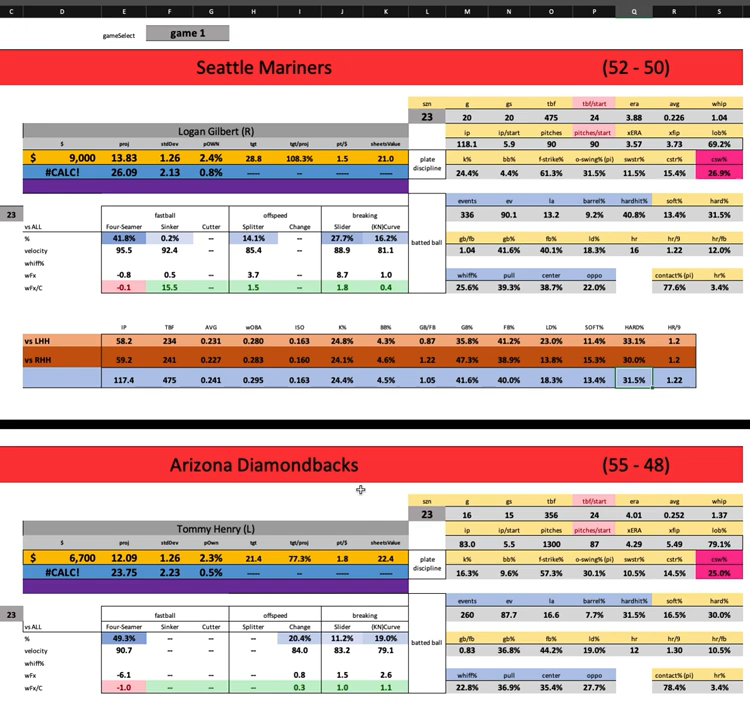 C D E F G H I J K L M N O P Q R S
gameSelect game 1
Seattle Mariners (52 - 50)
szn g gs tbf tbf/start era avg whip
23 20 20 475 24 3.88 0.226 1.04
Logan Gilbert (R) ip ip/start pitches pitches/start xERA xfip lob%
$ proj stdDev pOWN tgt tgt/proj pt/$ sheetsValue 118.1 5.9 90 90 3.57 3.73 69.2%
$ 9,000 13.83 1.26 2.4% 28.8 108.3% 1.5 21.0 plate discipline k% bb% f-strike% o-swing% (pi) swstr% cstr% csw%
#CALC! 26.09 2.13 0.8% ---- -- ---- ---- 24.4% 4.4% 61.3% 31.5% 11.5% 15.4% 26.9%
events ev la barrel% hardhit% soft% hard%
23 fastball offspeed breaking 336 90.1 13.2 9.2% 40.8% 13.4% 31.5%
vs ALL Four-Seamer Sinker Cutter Splitter Change Slider (KN)Curve
% 41.8% 0.2% -- 14.1% -- 27.7% 16.2% batted ball gb/fb gb% fb% ld% hr hr/9 hr/fb
velocity 95.5 92.4 -- 85.4 -- 88.9 81.1 1.04 41.6% 40.1% 18.3% 16 1.22 12.0%
whiff%
wFx -0.8 0.5 3.7 8.7 1.0 whiff% pull center oppo contact% (pi) hr%
wFx/C -0.1 15.5 -- 1.5 -- 1.8 0.4 25.6% 39.3% 38.7% 22.0% 77.6% 3.4%
IP TBF AVG wOBA ISO K% BB% GB/FB GB% FB% LD% SOFT% HARD% HR/9
vs LHH 58.2 234 0.231 0.280 0.163 24.8% 4.3% 0.87 35.8% 41.2% 23.0% 11.4% 33.1% 1.2
vs RHH 59.2 241 0.227 0.283 0.160 24.1% 4.6% 1.22 47.3% 38.9% 13.8% 15.3% 30.0% 1.2
117.4 475 0.241 0.295 0.163 24.4% 4.5% 1.05 41.6% 40.0% 18.3% 13.4% 31.5% 1.22
Arizona Diamondbacks (55 - 48)
szn g gs tbf tbf/start era avg whip
23 16 15 356 24 4.01 0.252 1.37
Tommy Henry (L) ip ip/start pitches pitches/start xERA xfip lob%
$ proj stdDev pOwn tgt tgt/proj pt/$ sheetsValue 83.0 5.5 1300 87 4.29 5.49 79.1%
$ 6,700 12.09 1.26 2.3% 21.4 77.3% 1.8 22.4 plate discipline k% bb% f-strike% o-swing% (pi) swstr% cstr% csw%
#CALC! 23.75 2.23 0.5% ---- -- ---- ---- 16.3% 9.6% 57.3% 30.1% 10.5% 14.5% 25.0%
events ev la barrel% hardhit% soft% hard%
23 fastball offspeed breaking 260 87.7 16.6 7.7% 31.5% 16.5% 30.0%
vs ALL Four-Seamer Sinker Cutter Splitter Change Slider (KN)Curve
% 49.3% -- -- -- 20.4% 11.2% 19.0% batted ball gb/fb gb% fb% ld% hr hr/9 hr/fb
velocity 90.7 -- -- -- 84.0 83.2 79.1 0.83 36.8% 44.2% 19.0% 12 1.30 10.5%
whiff%
wFx -6.1 0.8 1.5 2.6 whiff% pull center oppo contact% (pi) hr%
wFx/C -1.0 -- -- -- 0.3 1.0 1.1 22.8% 36.9% 35.4% 27.7% 78.4% 3.4%